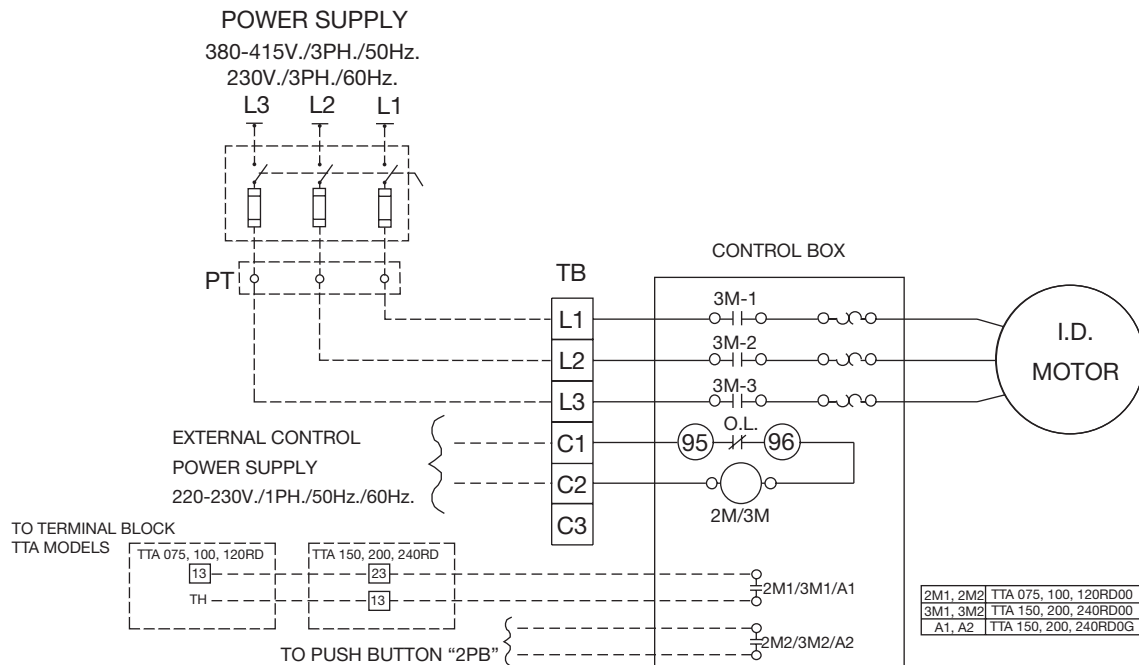 POWER SUPPLY
380-415V./3PH./50Hz.
230V./3PH./60Hz.
L3 L2 L1
PT
TB
CONTROL BOX
L1
3M-1
L2
3M-2
L3
3M-3
I.D.
MOTOR
EXTERNAL CONTROL
POWER SUPPLY
220-230V./1PH./50Hz./60Hz.
C1
95
O.L.
96
C2
2M/3M
C3
TO TERMINAL BLOCK
TTA MODELS
TTA 075, 100, 120RD
TTA 150, 200, 240RD
13
23
TH
13
2M1/3M1/A1
2M2/3M2/A2
TO PUSH BUTTON “2PB”
2M1, 2M2 TTA 075, 100, 120RD00
3M1, 3M2 TTA 150, 200, 240RD00
A1, A2 TTA 150, 200, 240RD0G